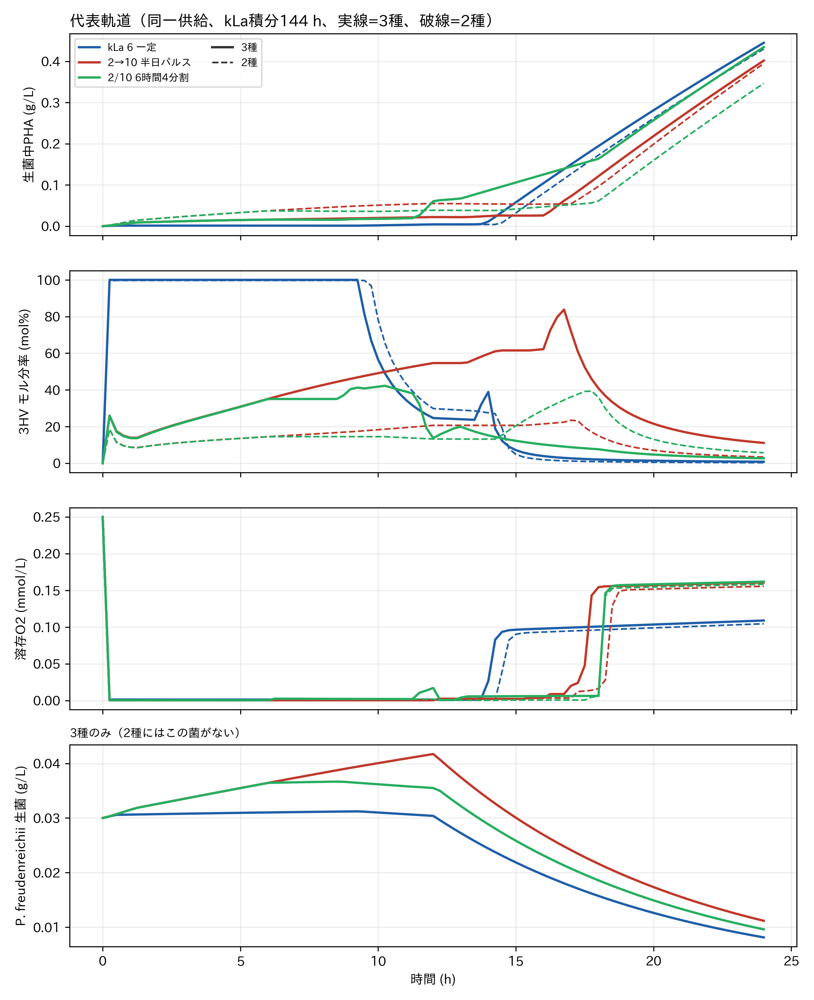 代表軌道（同一供給、kLa積分144 h、実線=3種、破線=2種）
kLa 6 一定
2→10 半日パルス
2/10 6時間4分割
3種
2種
生菌中PHA (g/L)
0.4
0.3
0.2
0.1
0.0
3HV モル分率 (mol%)
100
80
60
40
20
0
溶存O2 (mmol/L)
0.25
0.20
0.15
0.10
0.05
0.00
3種のみ（2種にはこの菌がない）
P. freudenreichii 生菌 (g/L)
0.04
0.03
0.02
0.01
0 5 10 15 20 25
時間 (h)